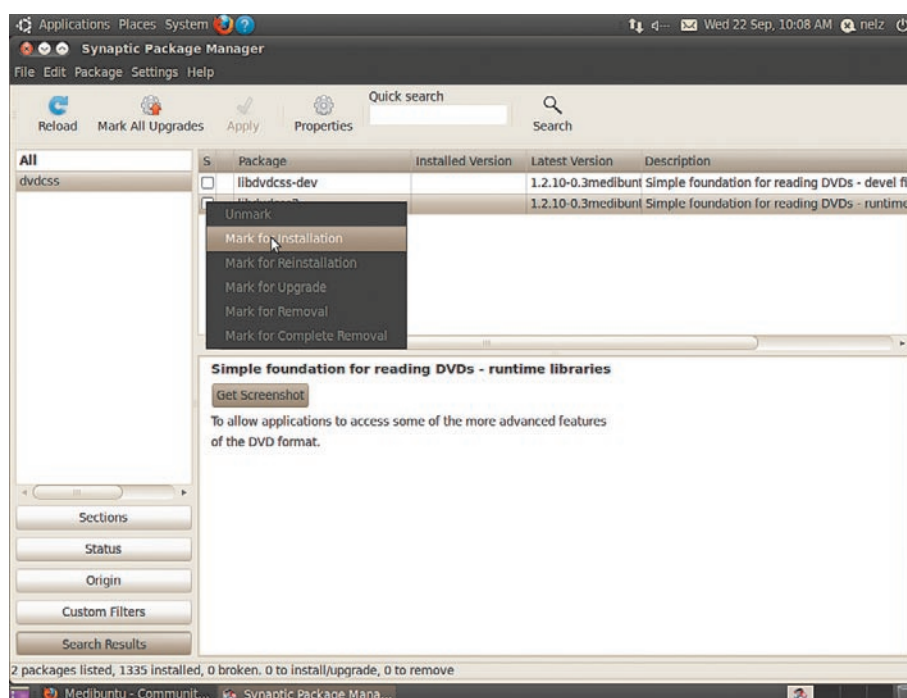 Applications Places System Wed 22 Sep, 10:08 AM nelz
Synaptic Package Manager
File Edit Package Settings Help
Reload Mark All Upgrades Apply Properties Quick search Search
All
dvdcss
S Package Installed Version Latest Version Description
libdvdcss-dev 1.2.10-0.3medibunt Simple foundation for reading DVDs - devel fi
1.2.10-0.3medibunt Simple foundation for reading DVDs - runtime
Unmark
Mark for Installation
Mark for Reinstallation
Mark for Upgrade
Mark for Removal
Mark for Complete Removal
Simple foundation for reading DVDs - runtime libraries
Get Screenshot
To allow applications to access some of the more advanced features
of the DVD format.
Sections
Status
Origin
Custom Filters
Search Results
2 packages listed, 1335 installed, 0 broken. 0 to install/upgrade, 0 to remove
Medibuntu - Communit... Synaptic Package Mana...